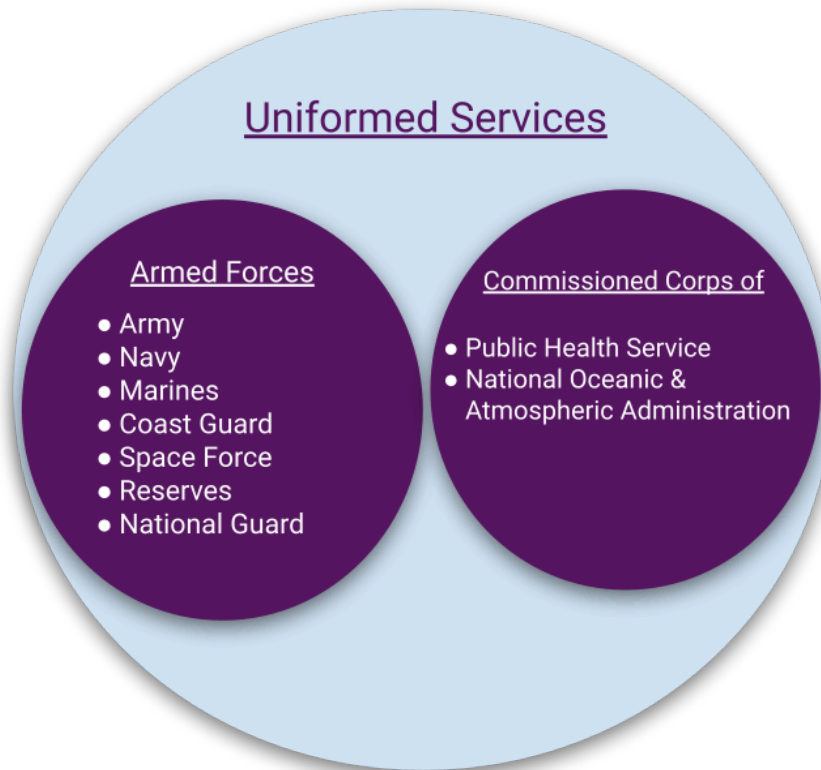 Uniformed Services
Armed Forces
● Army
● Navy
● Marines
● Coast Guard
● Space Force
● Reserves
● National Guard
Commissioned Corps of
● Public Health Service
● National Oceanic &
Atmospheric Administration